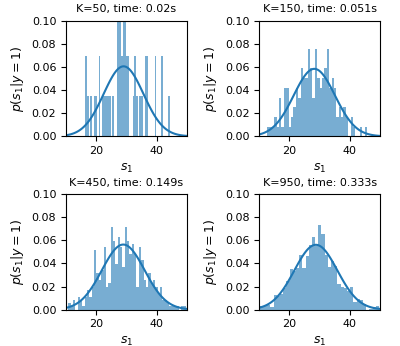 K=50, time: 0.02s
K=150, time: 0.051s
0.10
0.08
0.06
0.04
0.02
0.00
p(s₁|y = 1)
20
40
s₁
0.10
0.08
0.06
0.04
0.02
0.00
p(s₁|y = 1)
20
40
s₁
K=450, time: 0.149s
K=950, time: 0.333s
0.10
0.08
0.06
0.04
0.02
0.00
p(s₁|y = 1)
20
40
s₁
0.10
0.08
0.06
0.04
0.02
0.00
p(s₁|y = 1)
20
40
s₁